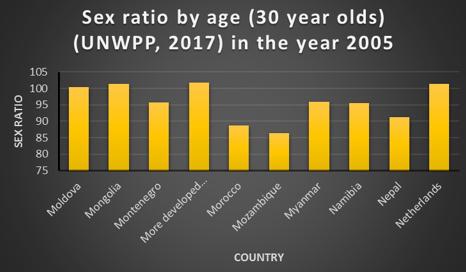 Sex ratio by age (30 year olds)
(UNWPP, 2017) in the year 2005
105
100
95
90
85
80
75
SEX RATIO
Moldova
Mongolia
Montenegro
More developed...
Morocco
Mozambique
Myanmar
Namibia
Nepal
Netherlands
COUNTRY